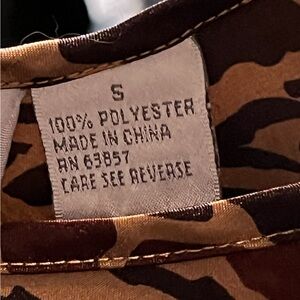 S
100% POLYESTER
MADE IN CHINA
RN 63857
CARE SEE REVERSE